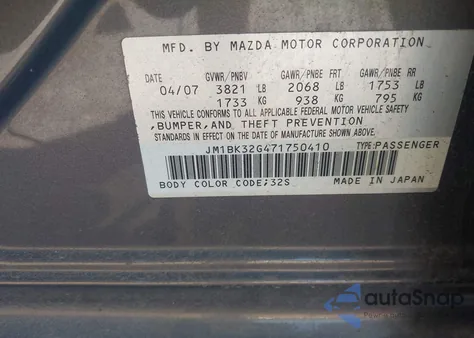 MFD. BY MAZDA MOTOR CORPORATION
DATE GVWR/PNBV GAWR/PNBE FRT GAWR/PNBE RR
04/07 3821 LB 2068 LB 1753 LB
1733 KG 938 KG 795 KG
THIS VEHICLE CONFORMS TO ALL APPLICABLE FEDERAL MOTOR VEHICLE SAFETY
,BUMPER,AND THEFT PREVENTION
STANDARDS IN EFFECT ON THE DATE OF MANUFACTURE SHOWN ABOVE.
JM1BK32G471750410 TYPE:PASSENGER
BODY COLOR CODE;32S MADE IN JAPAN
autoSnap